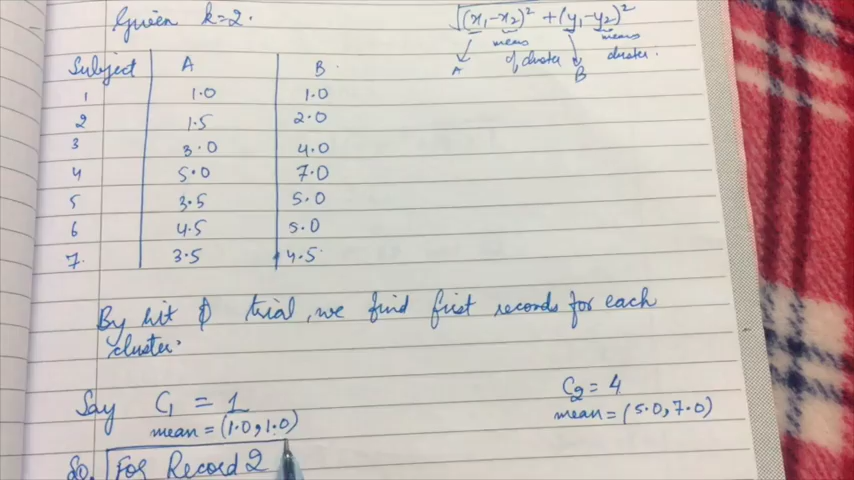 Given k=2.
√(x₁-x₂)² + (y₁-y₂)²
means of cluster
means cluster.
A
B
Subject A B
1 1.0 1.0
2 1.5 2.0
3 3.0 4.0
4 5.0 7.0
5 3.5 5.0
6 4.5 5.0
7. 3.5 4.5
By hit & trial, we find first records for each
cluster.
Say C₁ = 1
mean = (1.0, 1.0)
C₂ = 4
mean = (5.0, 7.0)
So, For Record 2